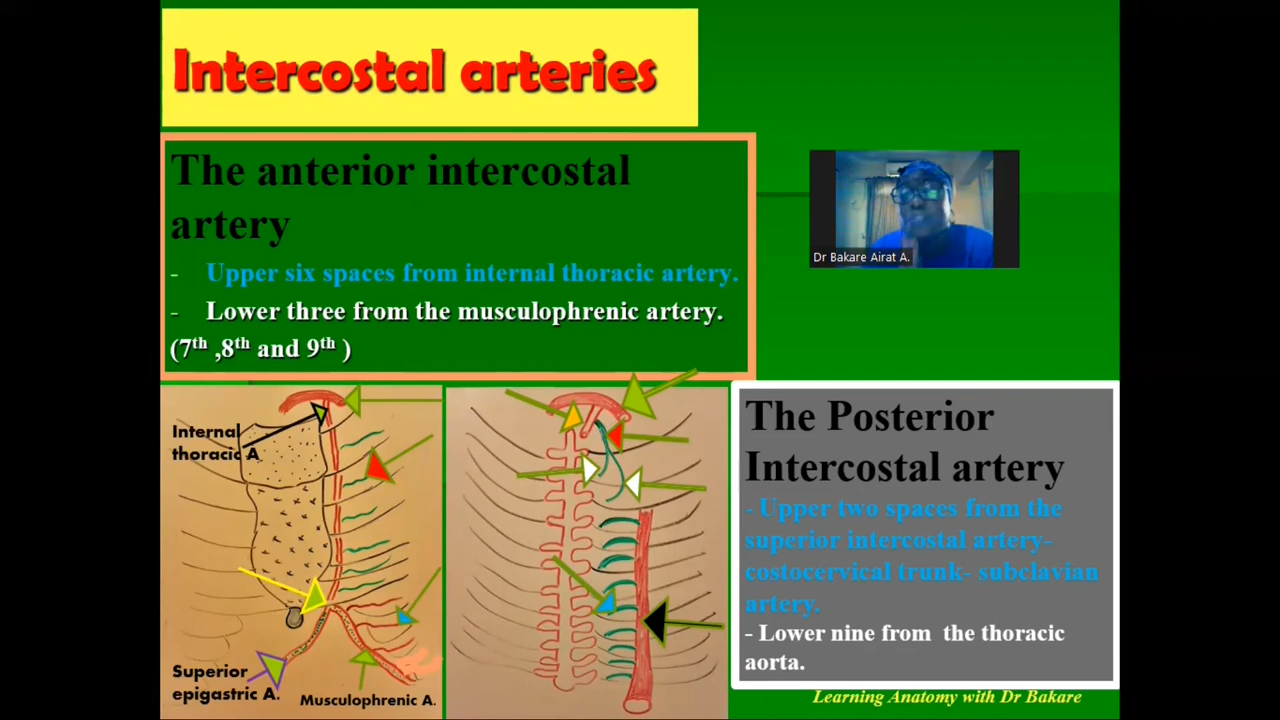 Intercostal arteries
The anterior intercostal
artery
- Upper six spaces from internal thoracic artery.
- Lower three from the musculophrenic artery.
(7th ,8th and 9th )
Dr Bakare Airat A.
Internal
thoracic A
Superior
epigastric A.
Musculophrenic A.
The Posterior
Intercostal artery
- Upper two spaces from the
superior intercostal artery-
costocervical trunk- subclavian
artery.
- Lower nine from the thoracic
aorta.
Learning Anatomy with Dr Bakare